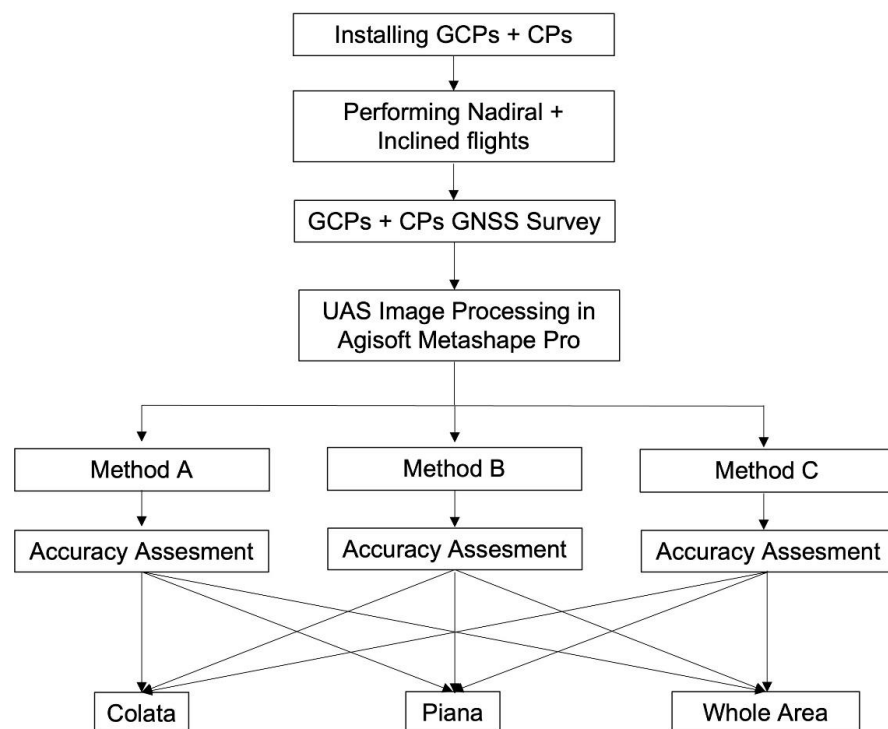 Installing GCPs + CPs
Performing Nadiral +
Inclined flights
GCPs + CPs GNSS Survey
UAS Image Processing in
Agisoft Metashape Pro
Method A
Method B
Method C
Accuracy Assesment
Accuracy Assesment
Accuracy Assesment
Colata
Piana
Whole Area